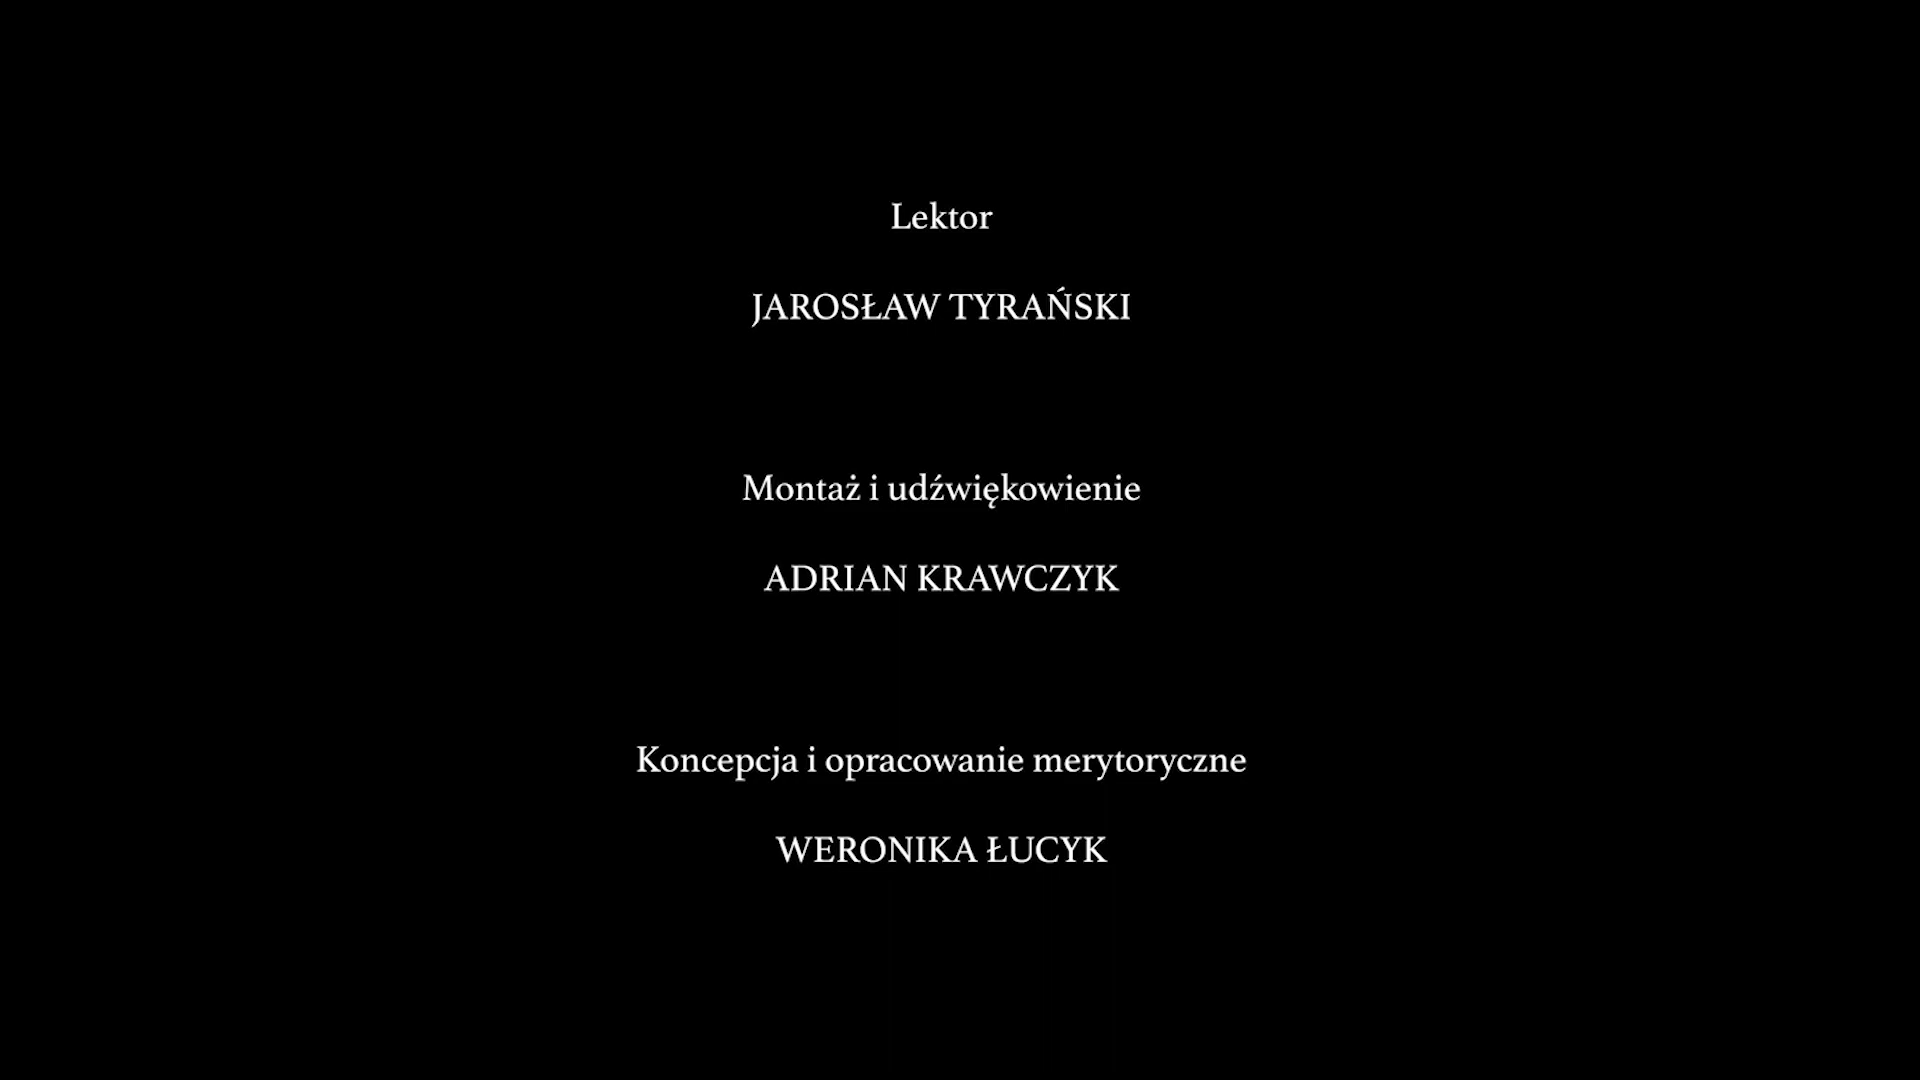 Lektor
JAROSŁAW TYRAŃSKI
Montaż i udźwiękowienie
ADRIAN KRAWCZYK
Koncepcja i opracowanie merytoryczne
WERONIKA ŁUCYK